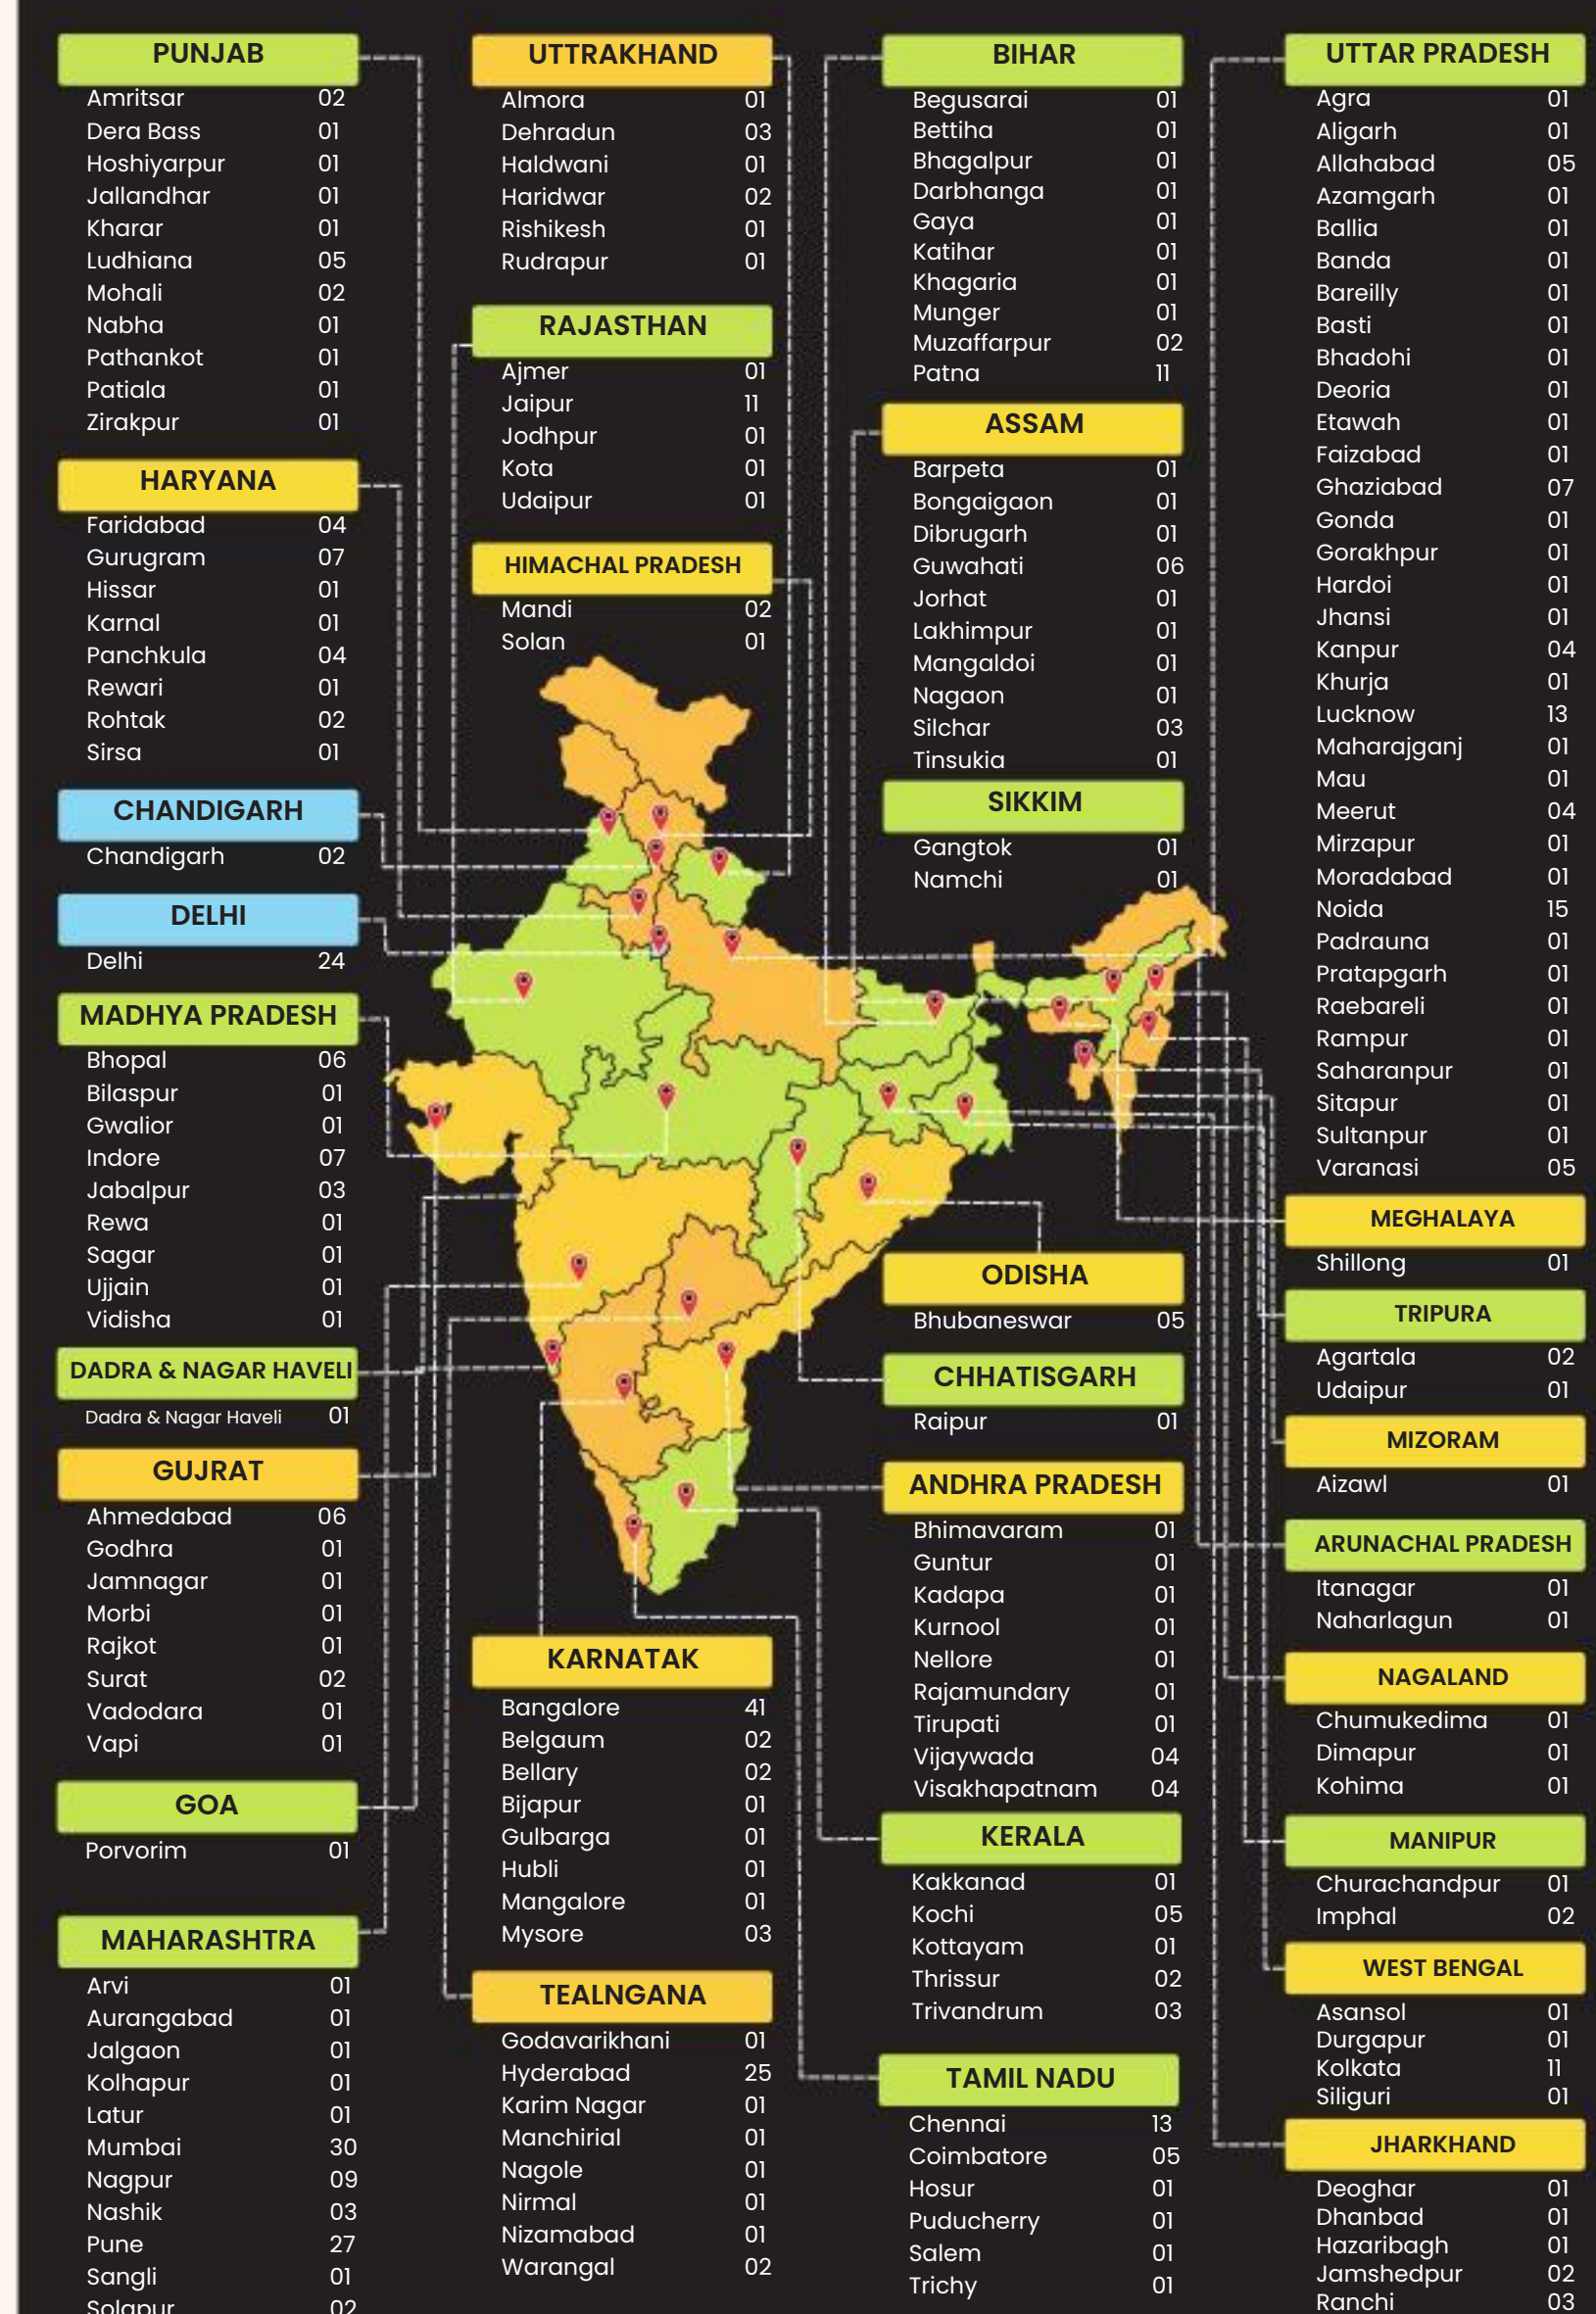 PUNJAB
Amritsar 02
Dera Bass 01
Hoshiyarpur 01
Jallandhar 01
Kharar 01
Ludhiana 05
Mohali 02
Nabha 01
Pathankot 01
Patiala 01
Zirakpur 01
HARYANA
Faridabad 04
Gurugram 07
Hissar 01
Karnal 01
Panchkula 04
Rewari 01
Rohtak 02
Sirsa 01
CHANDIGARH
Chandigarh 02
DELHI
Delhi 24
MADHYA PRADESH
Bhopal 06
Bilaspur 01
Gwalior 01
Indore 07
Jabalpur 03
Rewa 01
Sagar 01
Ujjain 01
Vidisha 01
DADRA & NAGAR HAVELI
Dadra & Nagar Haveli 01
GUJRAT
Ahmedabad 06
Godhra 01
Jamnagar 01
Morbi 01
Rajkot 01
Surat 02
Vadodara 01
Vapi 01
GOA
Porvorim 01
MAHARASHTRA
Arvi 01
Aurangabad 01
Jalgaon 01
Kolhapur 01
Latur 01
Mumbai 30
Nagpur 09
Nashik 03
Pune 27
Sangli 01
Solapur 02
UTTRAKHAND
Almora 01
Dehradun 03
Haldwani 01
Haridwar 02
Rishikesh 01
Rudrapur 01
RAJASTHAN
Ajmer 01
Jaipur 11
Jodhpur 01
Kota 01
Udaipur 01
HIMACHAL PRADESH
Mandi 02
Solan 01
KARNATAK
Bangalore 41
Belgaum 02
Bellary 02
Bijapur 01
Gulbarga 01
Hubli 01
Mangalore 01
Mysore 03
TEALNGANA
Godavarikhani 01
Hyderabad 25
Karim Nagar 01
Manchirial 01
Nagole 01
Nirmal 01
Nizamabad 01
Warangal 02
BIHAR
Begusarai 01
Bettiha 01
Bhagalpur 01
Darbhanga 01
Gaya 01
Katihar 01
Khagaria 01
Munger 01
Muzaffarpur 02
Patna 11
ASSAM
Barpeta 01
Bongaigaon 01
Dibrugarh 01
Guwahati 06
Jorhat 01
Lakhimpur 01
Mangaldoi 01
Nagaon 01
Silchar 03
Tinsukia 01
SIKKIM
Gangtok 01
Namchi 01
ODISHA
Bhubaneswar 05
CHHATISGARH
Raipur 01
ANDHRA PRADESH
Bhimavaram 01
Guntur 01
Kadapa 01
Kurnool 01
Nellore 01
Rajamundary 01
Tirupati 01
Vijaywada 04
Visakhapatnam 04
KERALA
Kakkanad 01
Kochi 05
Kottayam 01
Thrissur 02
Trivandrum 03
TAMIL NADU
Chennai 13
Coimbatore 05
Hosur 01
Puducherry 01
Salem 01
Trichy 01
UTTAR PRADESH
Agra 01
Aligarh 01
Allahabad 05
Azamgarh 01
Ballia 01
Banda 01
Bareilly 01
Basti 01
Bhadohi 01
Deoria 01
Etawah 01
Faizabad 01
Ghaziabad 07
Gonda 01
Gorakhpur 01
Hardoi 01
Jhansi 01
Kanpur 04
Khurja 01
Lucknow 13
Maharajganj 01
Mau 01
Meerut 04
Mirzapur 01
Moradabad 01
Noida 15
Padrauna 01
Pratapgarh 01
Raebareli 01
Rampur 01
Saharanpur 01
Sitapur 01
Sultanpur 01
Varanasi 05
MEGHALAYA
Shillong 01
TRIPURA
Agartala 02
Udaipur 01
MIZORAM
Aizawl 01
ARUNACHAL PRADESH
Itanagar 01
Naharlagun 01
NAGALAND
Chumukedima 01
Dimapur 01
Kohima 01
MANIPUR
Churachandpur 01
Imphal 02
WEST BENGAL
Asansol 01
Durgapur 01
Kolkata 11
Siliguri 01
JHARKHAND
Deoghar 01
Dhanbad 01
Hazaribagh 01
Jamshedpur 02
Ranchi 03